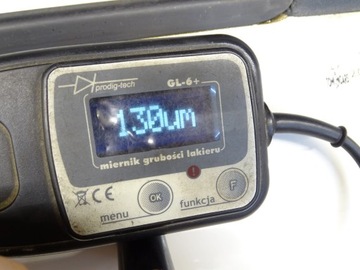 prodig-tech GL-6+
130um
miernik grubości lakieru
CE
OK F
menu funkcja